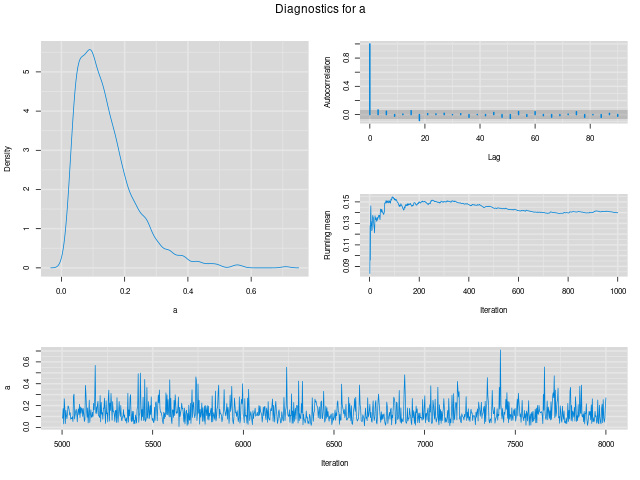 Diagnostics for a
Density
0 1 2 3 4 5
0.0 0.2 0.4 0.6
a
Autocorrelation
0.0 0.4 0.8
0 20 40 60 80
Lag
Running mean
0.09 0.11 0.13 0.15
0 200 400 600 800 1000
Iteration
a
0.0 0.2 0.4 0.6
5000 5500 6000 6500 7000 7500 8000
Iteration